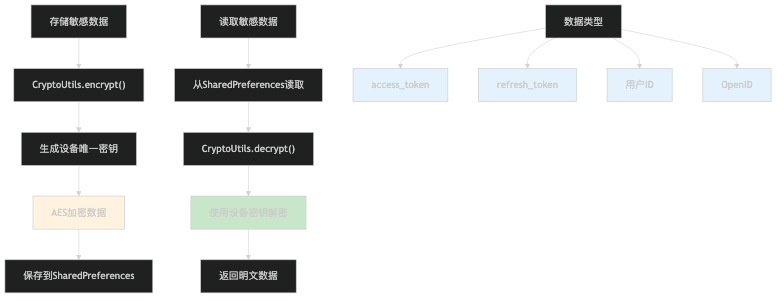 存储敏感数据
CryptoUtils.encrypt()
生成设备唯一密钥
AES加密数据
保存到SharedPreferences
读取敏感数据
从SharedPreferences读取
CryptoUtils.decrypt()
使用设备密钥解密
返回明文数据
数据类型
access_token
refresh_token
用户ID
OpenID